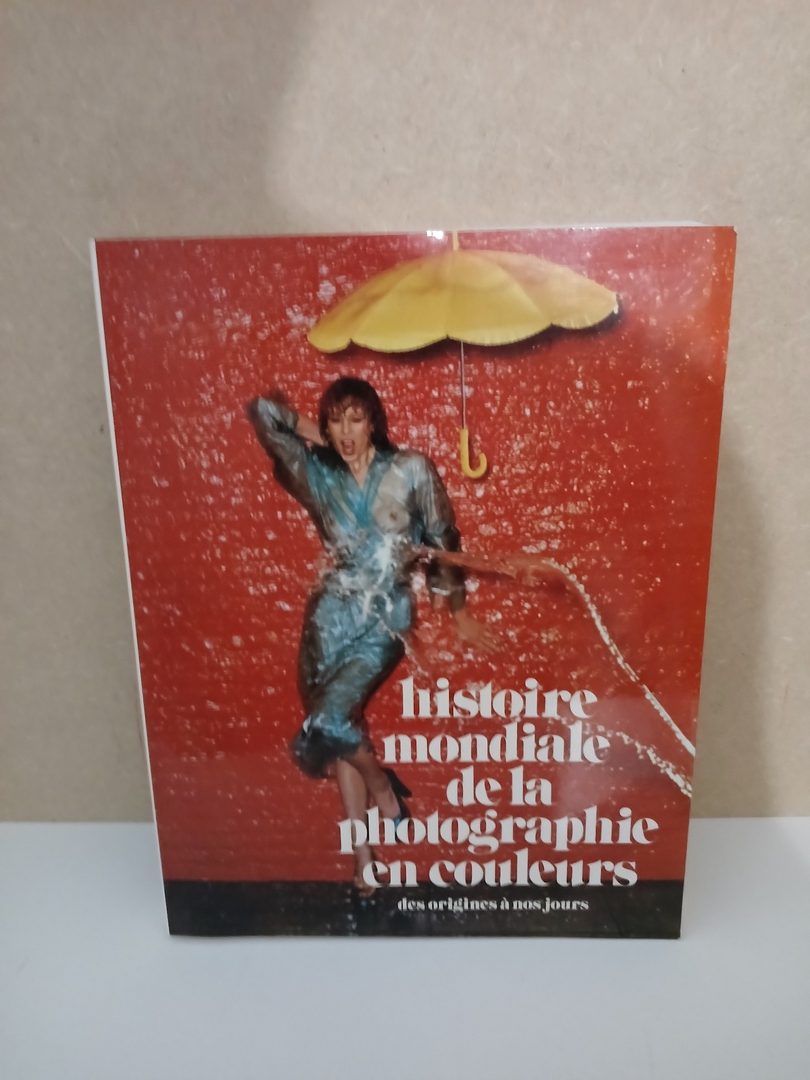 histoire
mondiale
de la
photographie
en couleurs
des origines à nos jours